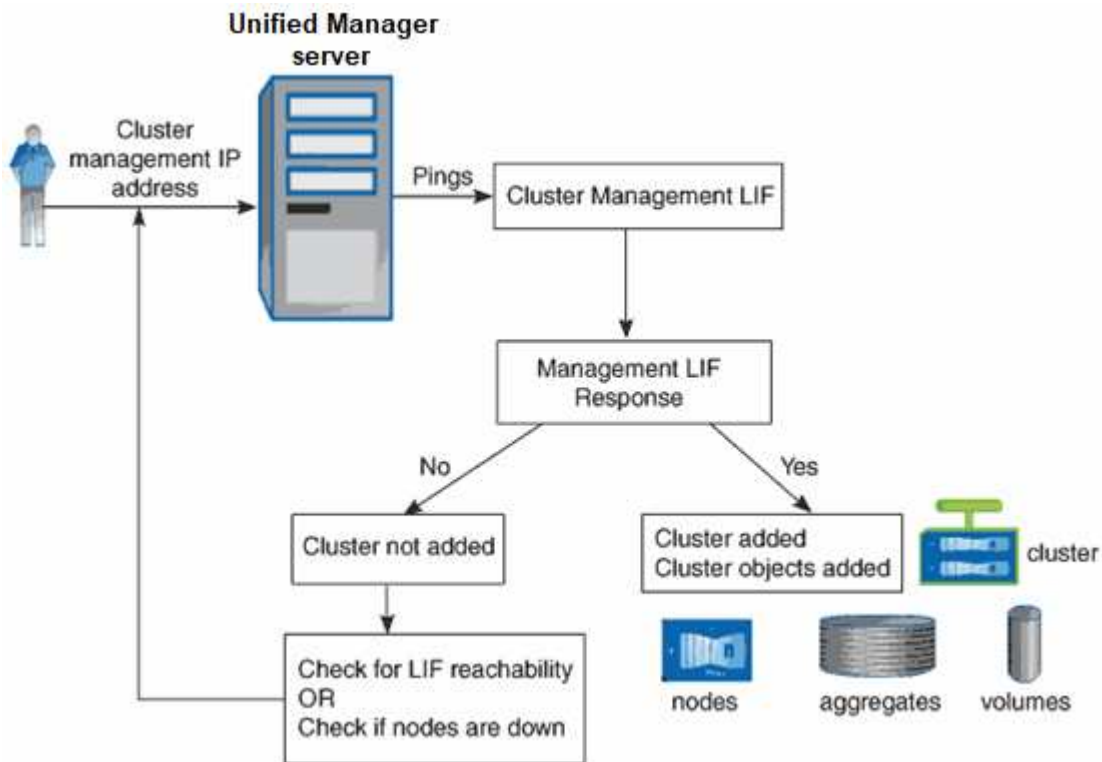 Unified Manager
server
Cluster
management IP
address
Pings
Cluster Management LIF
Management LIF
Response
No
Yes
Cluster not added
Cluster added
Cluster objects added
cluster
Check for LIF reachability
OR
Check if nodes are down
nodes
aggregates
volumes